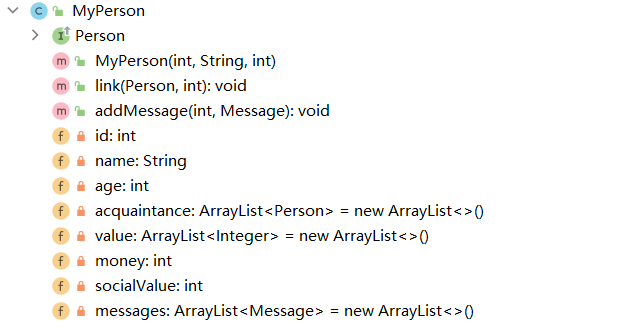 MyPerson
Person
MyPerson(int, String, int)
link(Person, int): void
addMessage(int, Message): void
id: int
name: String
age: int
acquaintance: ArrayList<Person> = new ArrayList<>()
value: ArrayList<Integer> = new ArrayList<>()
money: int
socialValue: int
messages: ArrayList<Message> = new ArrayList<>()